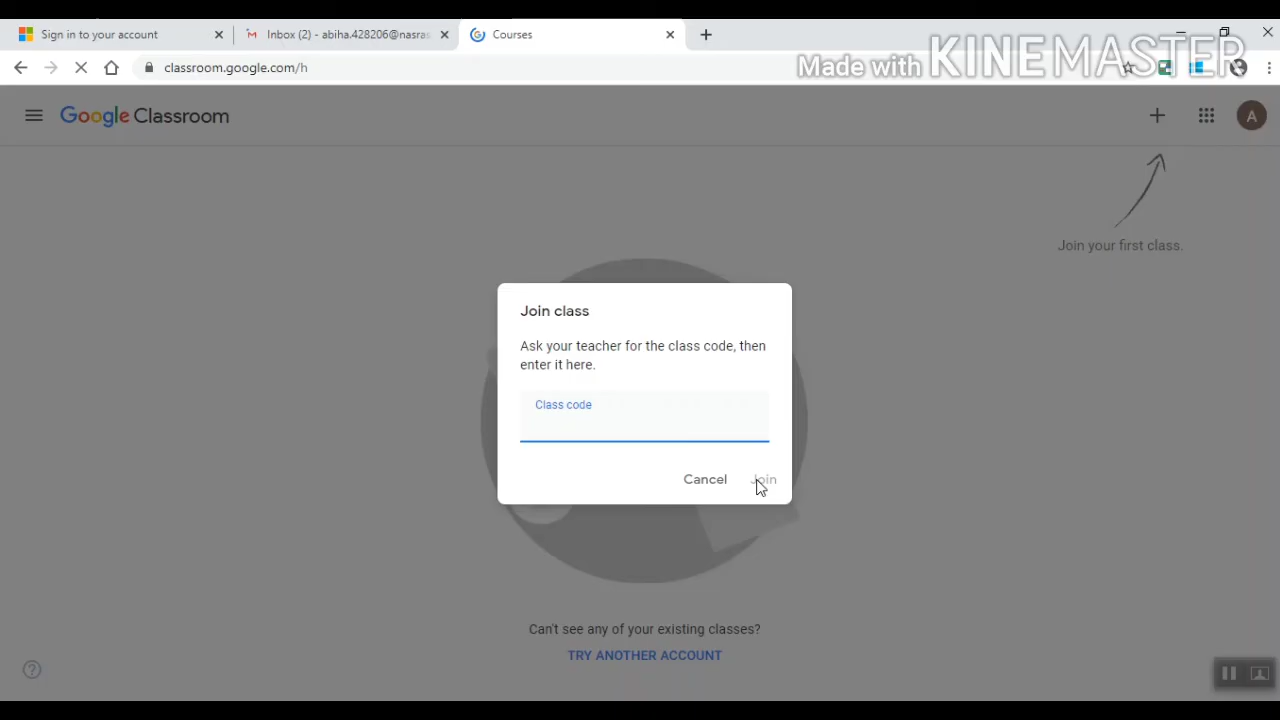 Sign in to your account
Inbox (2) - abiha.428206@nasras
Courses
Made with KINEMASTER
classroom.google.com/h
Google Classroom
A
Join your first class.
Join class
Ask your teacher for the class code, then
enter it here.
Class code
Cancel Join
Can't see any of your existing classes?
TRY ANOTHER ACCOUNT